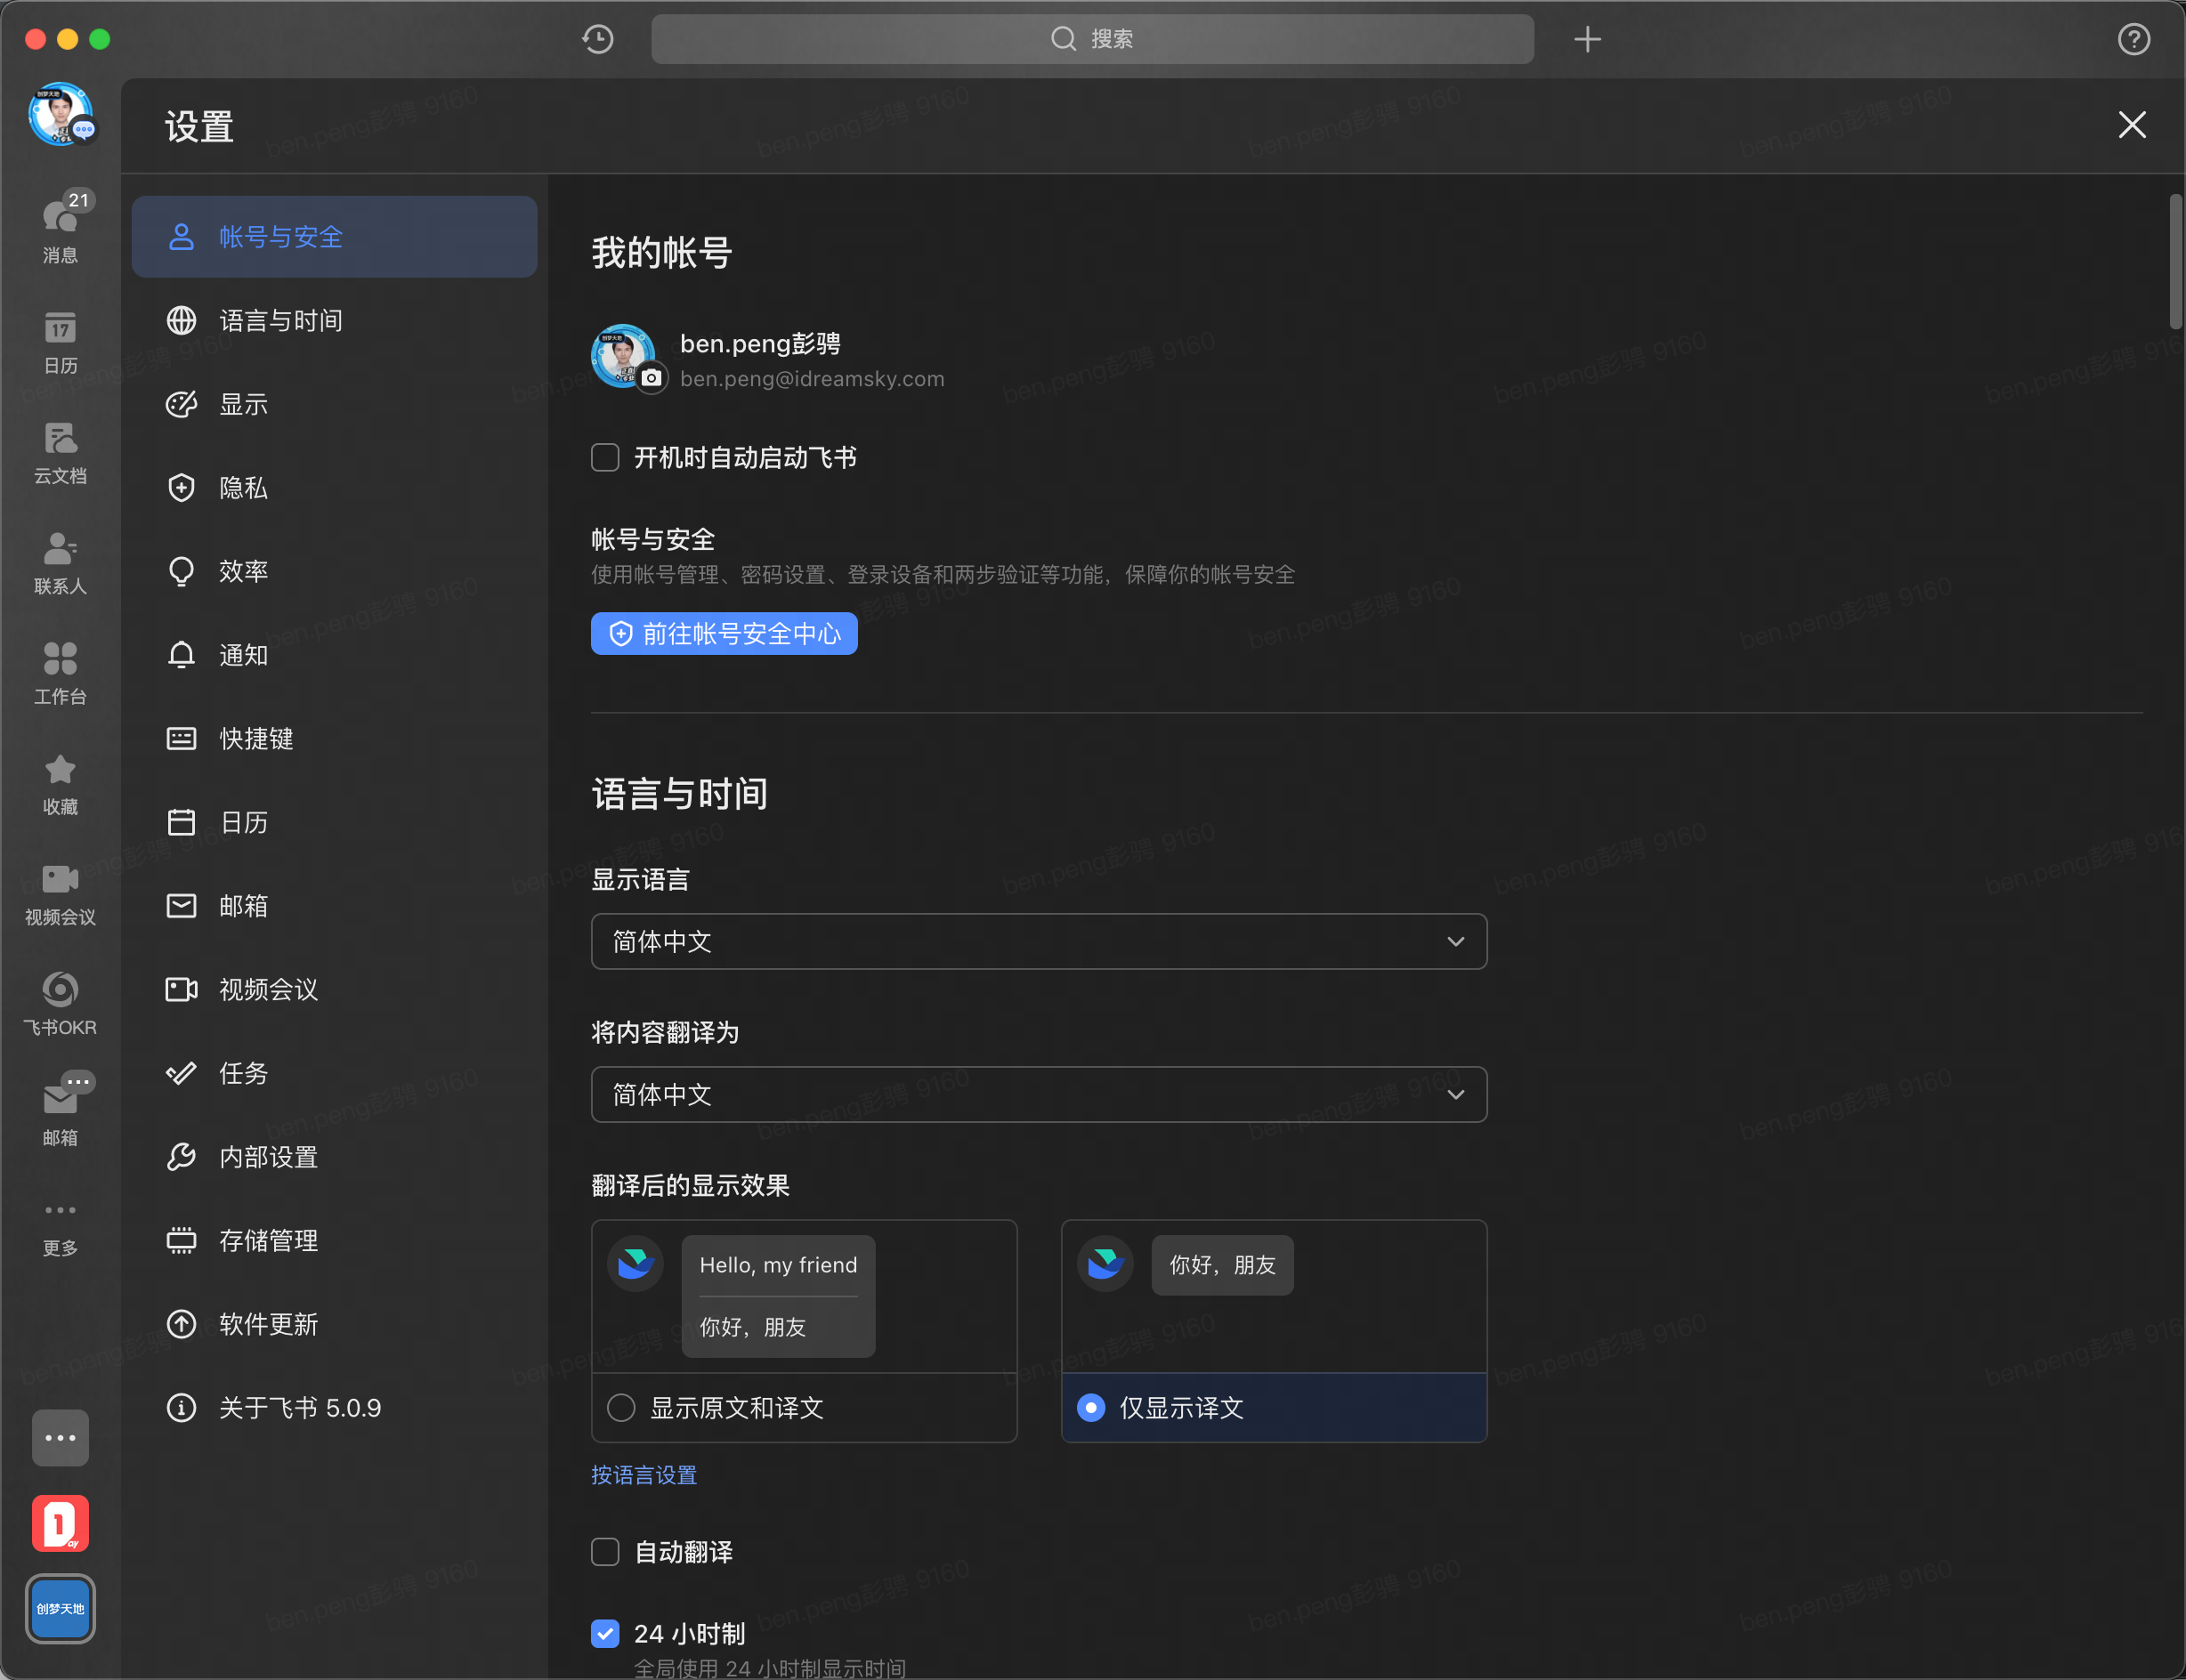 搜索
设置
21
消息
17
日历
云文档
联系人
工作台
收藏
视频会议
飞书OKR
邮箱
更多
创梦天地
帐号与安全
语言与时间
显示
隐私
效率
通知
快捷键
日历
邮箱
视频会议
任务
内部设置
存储管理
软件更新
关于飞书 5.0.9
我的帐号
ben.peng彭骋
ben.peng@idreamsky.com
开机时自动启动飞书
帐号与安全
使用帐号管理、密码设置、登录设备和两步验证等功能，保障你的帐号安全
前往帐号安全中心
语言与时间
显示语言
简体中文
将内容翻译为
简体中文
翻译后的显示效果
Hello, my friend
你好，朋友
显示原文和译文
你好，朋友
仅显示译文
按语言设置
自动翻译
24 小时制
全局使用 24 小时制显示时间
ben.peng彭骋 9160